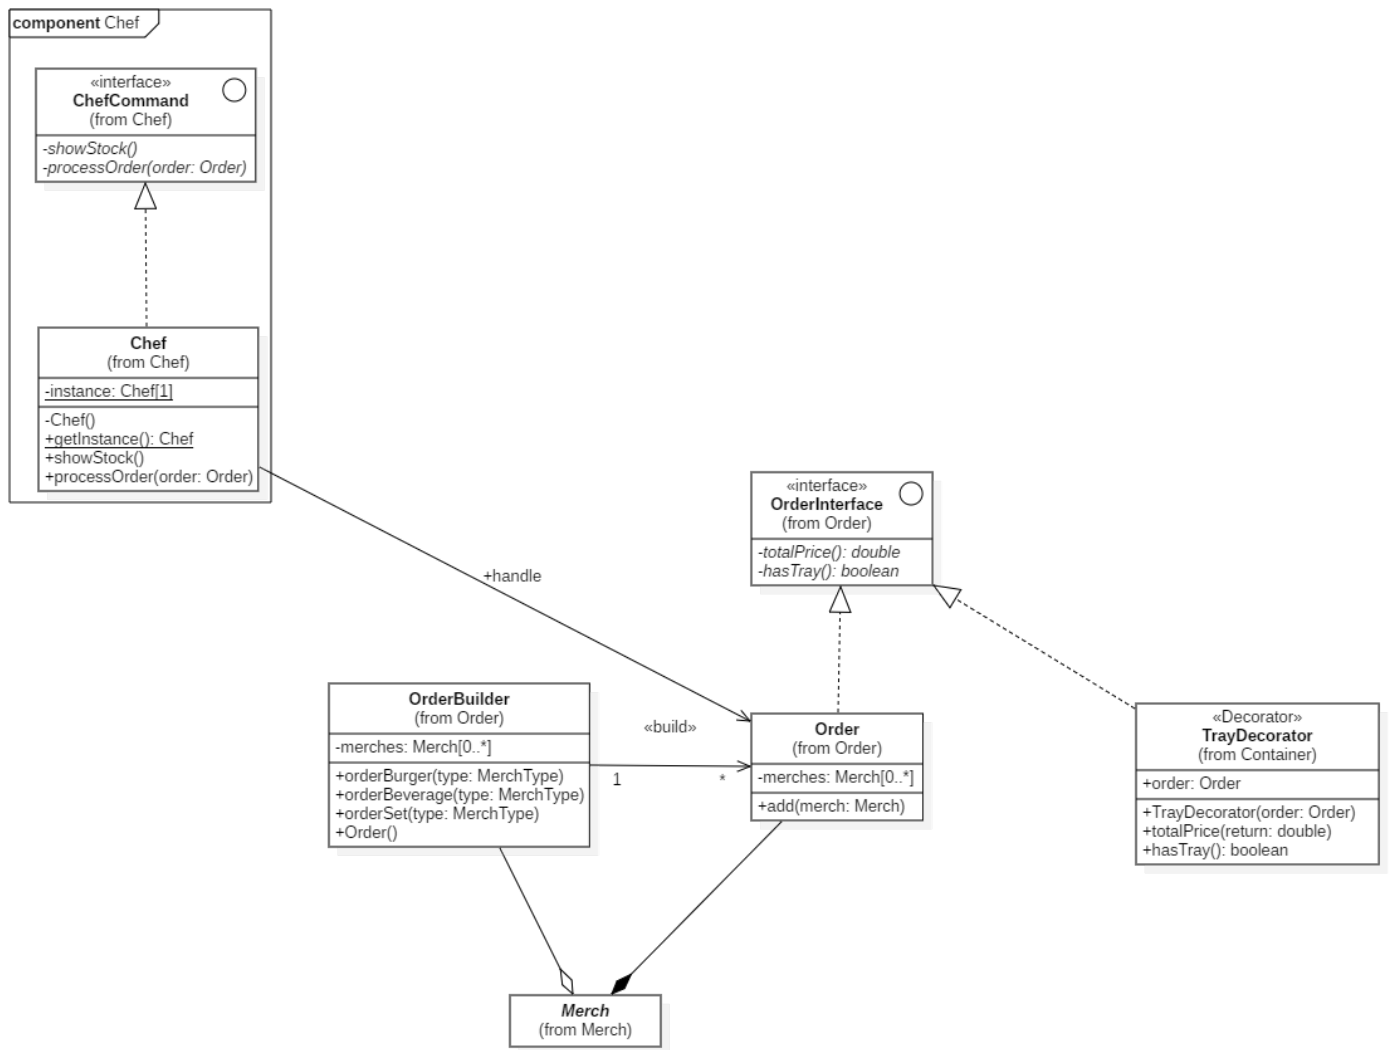 component Chef
«interface»
ChefCommand
(from Chef)
-showStock()
-processOrder(order: Order)
Chef
(from Chef)
-instance: Chef[1]
-Chef()
+getInstance(): Chef
+showStock()
+processOrder(order: Order)
+handle
«interface»
OrderInterface
(from Order)
-totalPrice(): double
-hasTray(): boolean
OrderBuilder
(from Order)
-merches: Merch[0..*]
+orderBurger(type: MerchType)
+orderBeverage(type: MerchType)
+orderSet(type: MerchType)
+Order()
«build»
1
*
Order
(from Order)
-merches: Merch[0..*]
+add(merch: Merch)
«Decorator»
TrayDecorator
(from Container)
+order: Order
+TrayDecorator(order: Order)
+totalPrice(return: double)
+hasTray(): boolean
Merch
(from Merch)